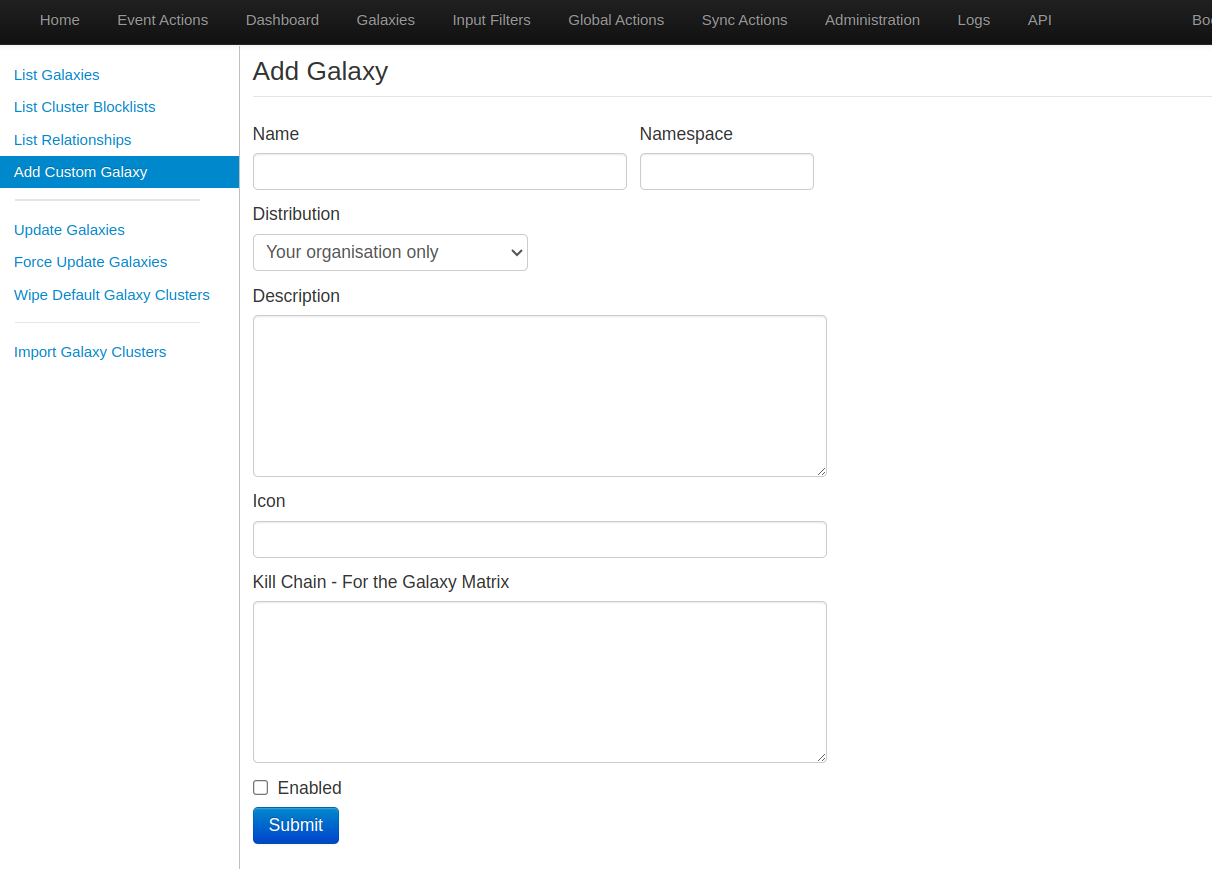 Home Event Actions Dashboard Galaxies Input Filters Global Actions Sync Actions Administration Logs API
List Galaxies
List Cluster Blocklists
List Relationships
Add Custom Galaxy
Update Galaxies
Force Update Galaxies
Wipe Default Galaxy Clusters
Import Galaxy Clusters
Add Galaxy
Name Namespace
Distribution
Your organisation only
Description
Icon
Kill Chain - For the Galaxy Matrix
Enabled
Submit